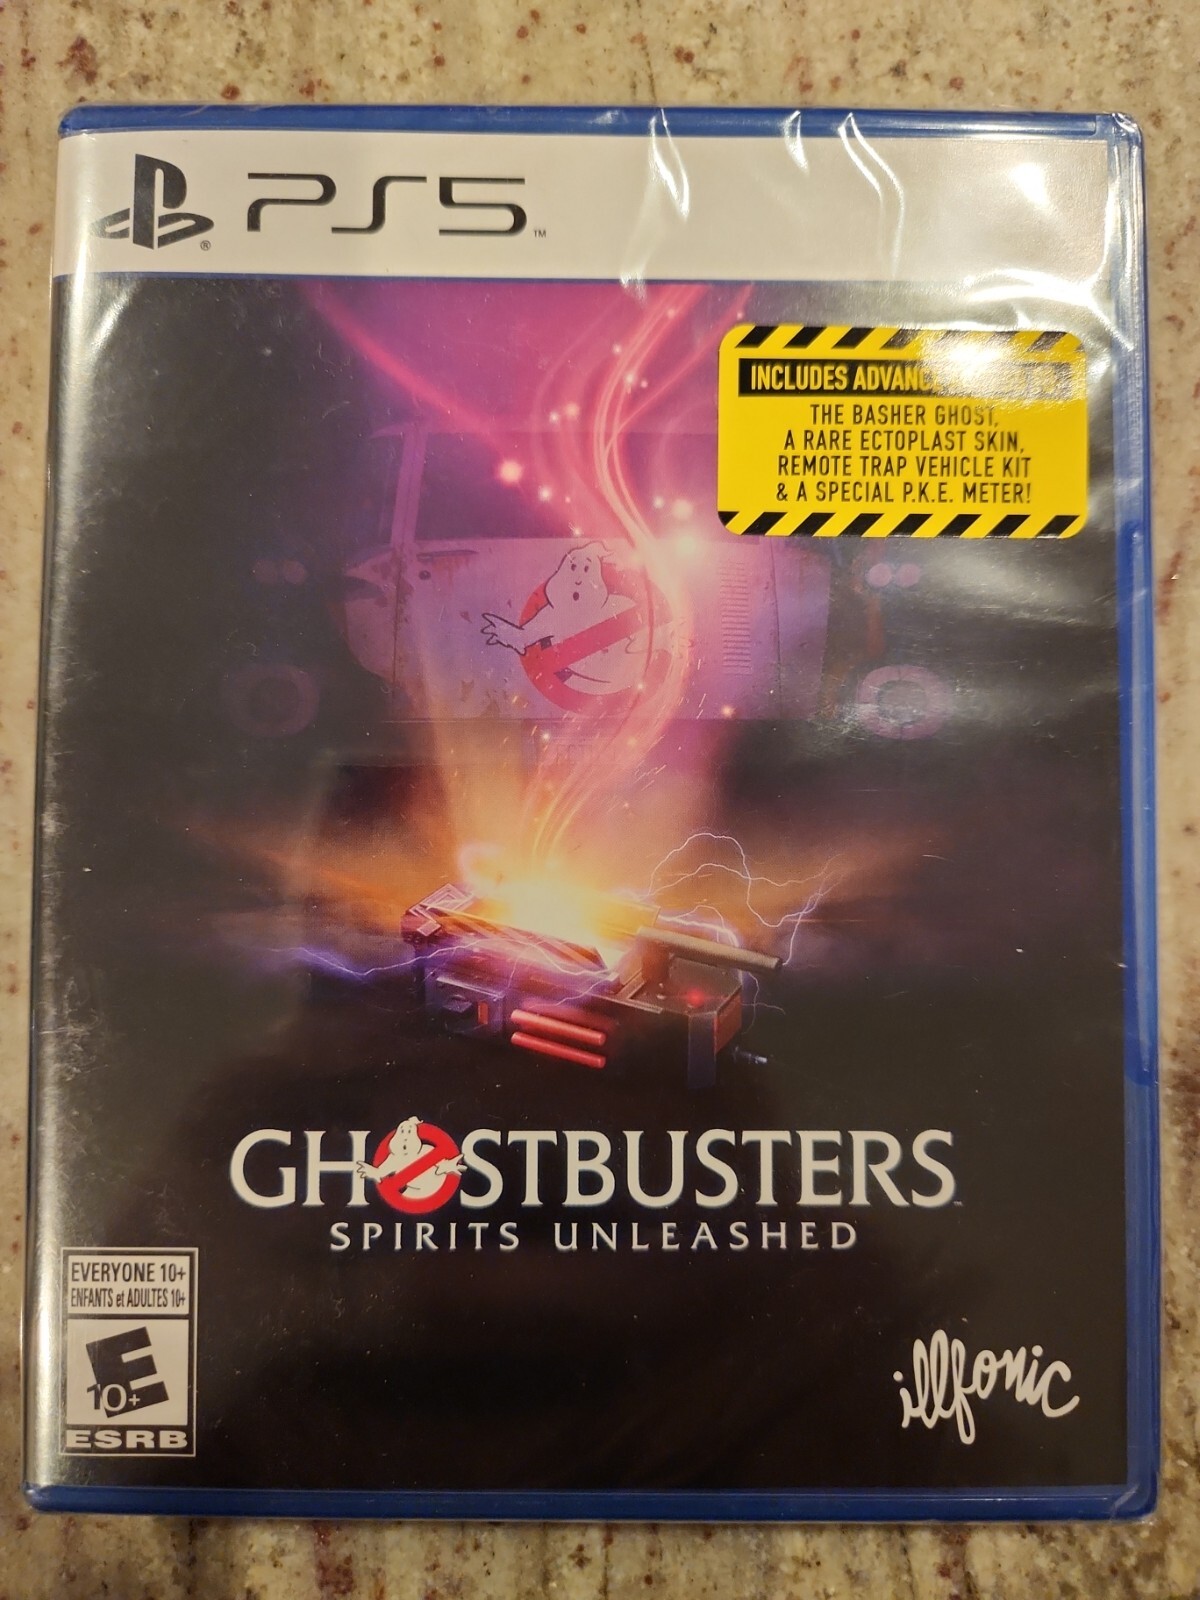 PS5
INCLUDES
THE BASHER GHOST,
A RARE ECTOPLAST SKIN,
REMOTE TRAP VEHICLE KIT
& A SPECIAL P.K.E. METER!
GHOSTBUSTERS
SPIRITS UNLEASHED
EVERYONE 10+
ENFANTS et ADULTES 10+
E
10+
ESRB
illfonic